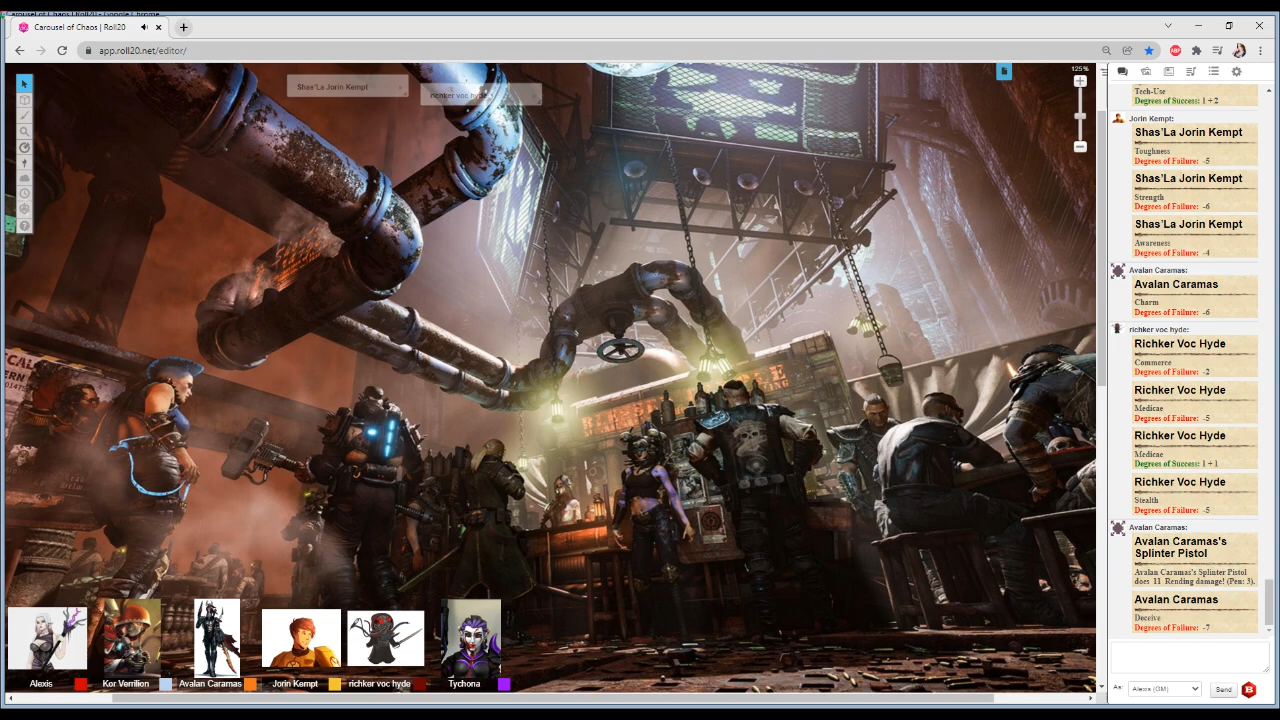 Carousel of Chaos | Roll20 - Google Chrome
Carousel of Chaos | Roll20
app.roll20.net/editor/
ABP
Shas'La Jorin Kempt
richker voc hyde
125%
Tech-Use
Degrees of Success: 1 + 2
Jorin Kempt:
Shas'La Jorin Kempt
Toughness
Degrees of Failure: -5
Shas'La Jorin Kempt
Strength
Degrees of Failure: -6
Shas'La Jorin Kempt
Awareness
Degrees of Failure: -4
Avalan Caramas:
Avalan Caramas
Charm
Degrees of Failure: -6
richker voc hyde:
Richker Voc Hyde
Commerce
Degrees of Failure: -2
Richker Voc Hyde
Medicae
Degrees of Failure: -5
Richker Voc Hyde
Medicae
Degrees of Success: 1 + 1
Richker Voc Hyde
Stealth
Degrees of Failure: -5
Avalan Caramas:
Avalan Caramas's
Splinter Pistol
Avalan Caramas's Splinter Pistol
does 11 Rending damage! (Pen: 3).
Avalan Caramas
Deceive
Degrees of Failure: -7
As: Alexis (GM) Send
Alexis
Kor Verrilion
Avalan Caramas
Jorin Kempt
richker voc hyde
Tychona